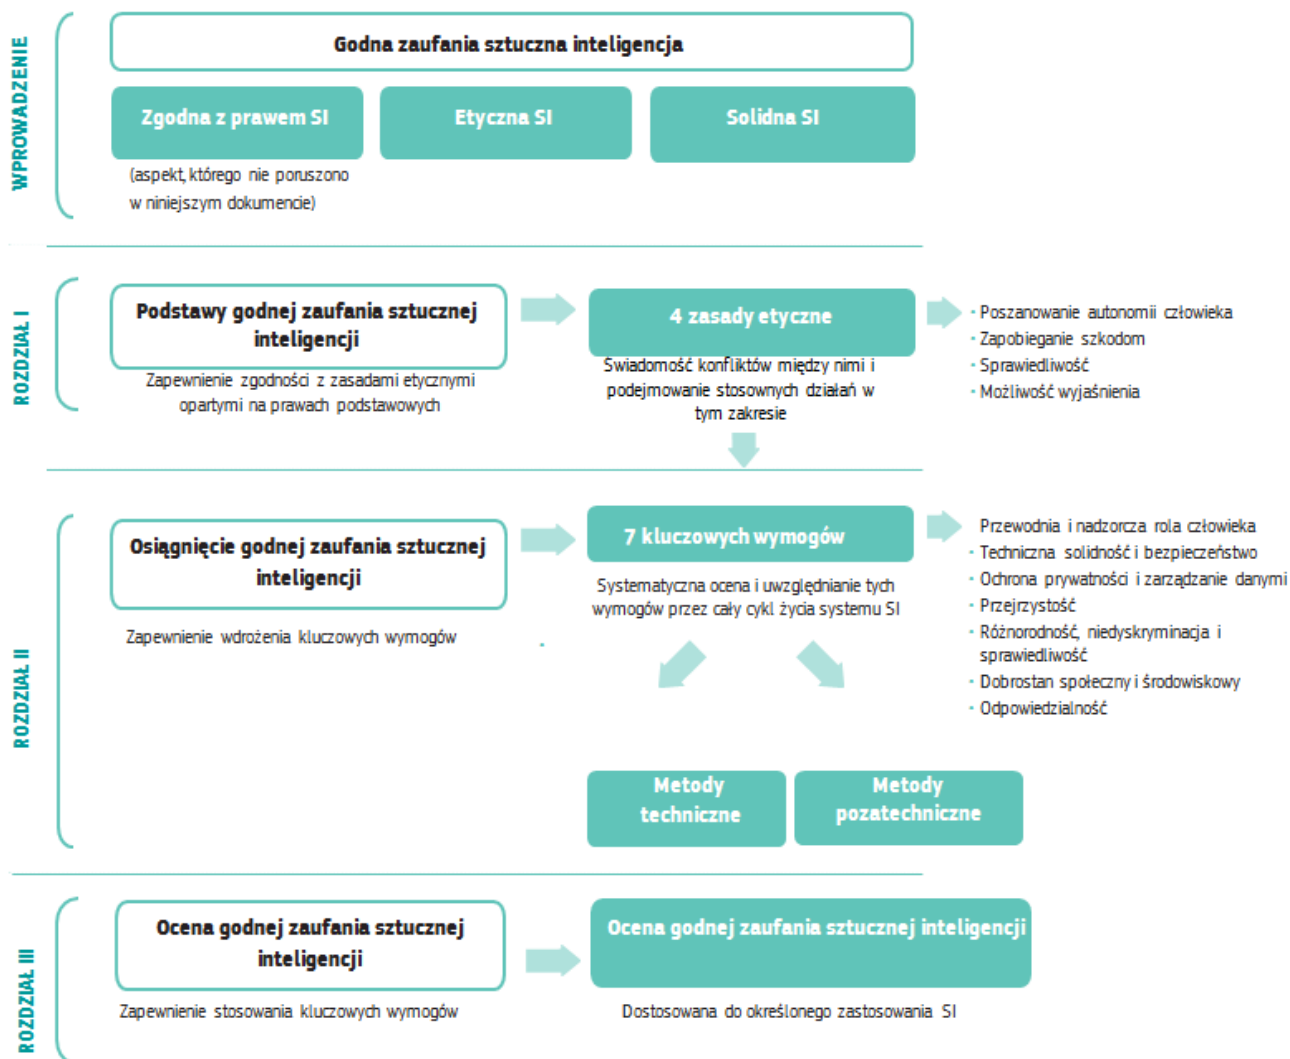 WPROWADZENIE
Godna zaufania sztuczna inteligencja
Zgodna z prawem SI
Etyczna SI
Solidna SI
(aspekt, którego nie poruszono
w niniejszym dokumencie)
ROZDZIAŁ I
Podstawy godnej zaufania sztucznej
inteligencji
Zapewnienie zgodności z zasadami etycznymi
opartymi na prawach podstawowych
4 zasady etyczne
Świadomość konfliktów między nimi i
podejmowanie stosownych działań w
tym zakresie
· Poszanowanie autonomii człowieka
· Zapobieganie szkodom
· Sprawiedliwość
· Możliwość wyjaśnienia
ROZDZIAŁ II
Osiągnięcie godnej zaufania sztucznej
inteligencji
Zapewnienie wdrożenia kluczowych wymogów
7 kluczowych wymogów
Systematyczna ocena i uwzględnianie tych
wymogów przez cały cykl życia systemu SI
Przewodnia i nadzorcza rola człowieka
· Techniczna solidność i bezpieczeństwo
· Ochrona prywatności i zarządzanie danymi
· Przejrzystość
· Różnorodność, niedyskryminacja i
sprawiedliwość
· Dobrostan społeczny i środowiskowy
· Odpowiedzialność
Metody
techniczne
Metody
pozatechniczne
ROZDZIAŁ III
Ocena godnej zaufania sztucznej
inteligencji
Zapewnienie stosowania kluczowych wymogów
Ocena godnej zaufania sztucznej inteligencji
Dostosowana do określonego zastosowania SI